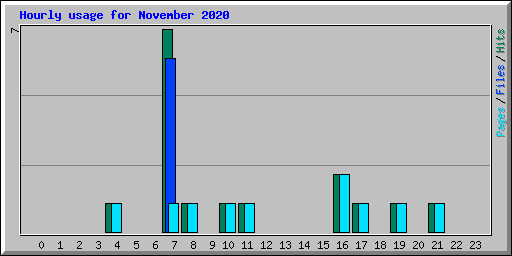 Hourly usage for November 2020
7
Pages/Files/Hits
0 1 2 3 4 5 6 7 8 9 10 11 12 13 14 15 16 17 18 19 20 21 22 23